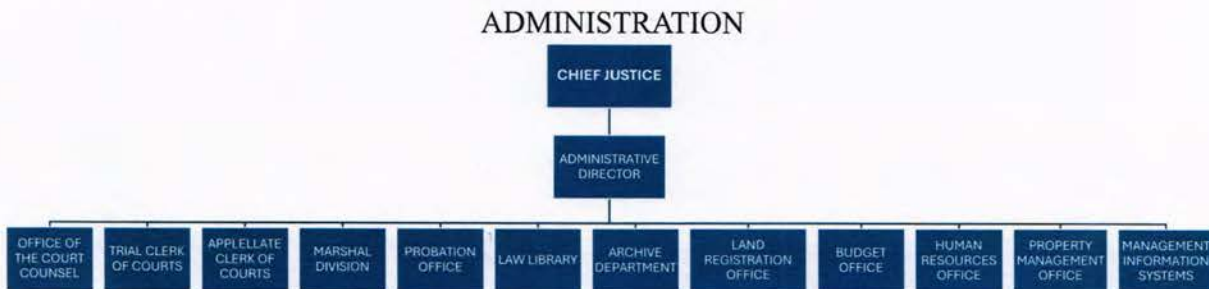 ADMINISTRATION
CHIEF JUSTICE
ADMINISTRATIVE
DIRECTOR
OFFICE OF
THE COURT
COUNSEL
TRIAL CLERK
OF COURTS
APPLELLATE
CLERK OF
COURTS
MARSHAL
DIVISION
PROBATION
OFFICE
LAW LIBRARY
ARCHIVE
DEPARTMENT
LAND
REGISTRATION
OFFICE
BUDGET
OFFICE
HUMAN
RESOURCES
OFFICE
PROPERTY
MANAGEMENT
OFFICE
MANAGEMENT
INFORMATION
SYSTEMS